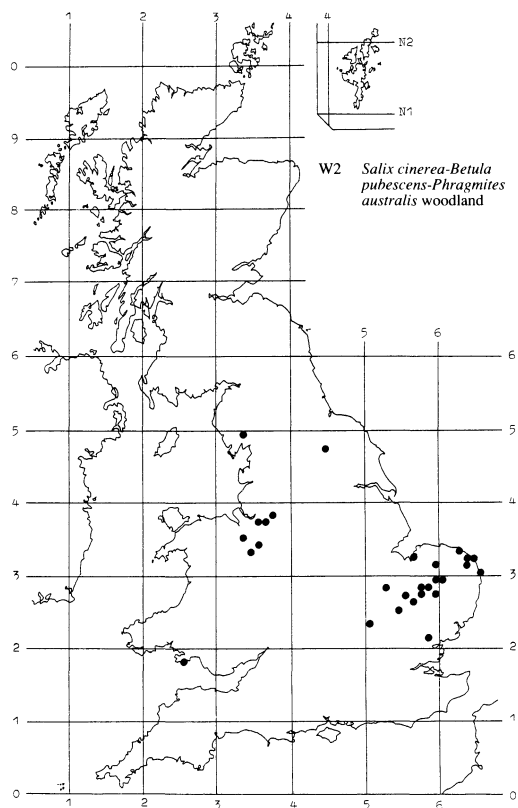 1 2 3 4
4
N2
N1
0
W2 Salix cinerea-Betula
pubescens-Phragmites
australis woodland
9
8
7
5 6
6 6
5 5
4 4
3 3
2 2
1 1
0 0
1 2 3 4 5 6